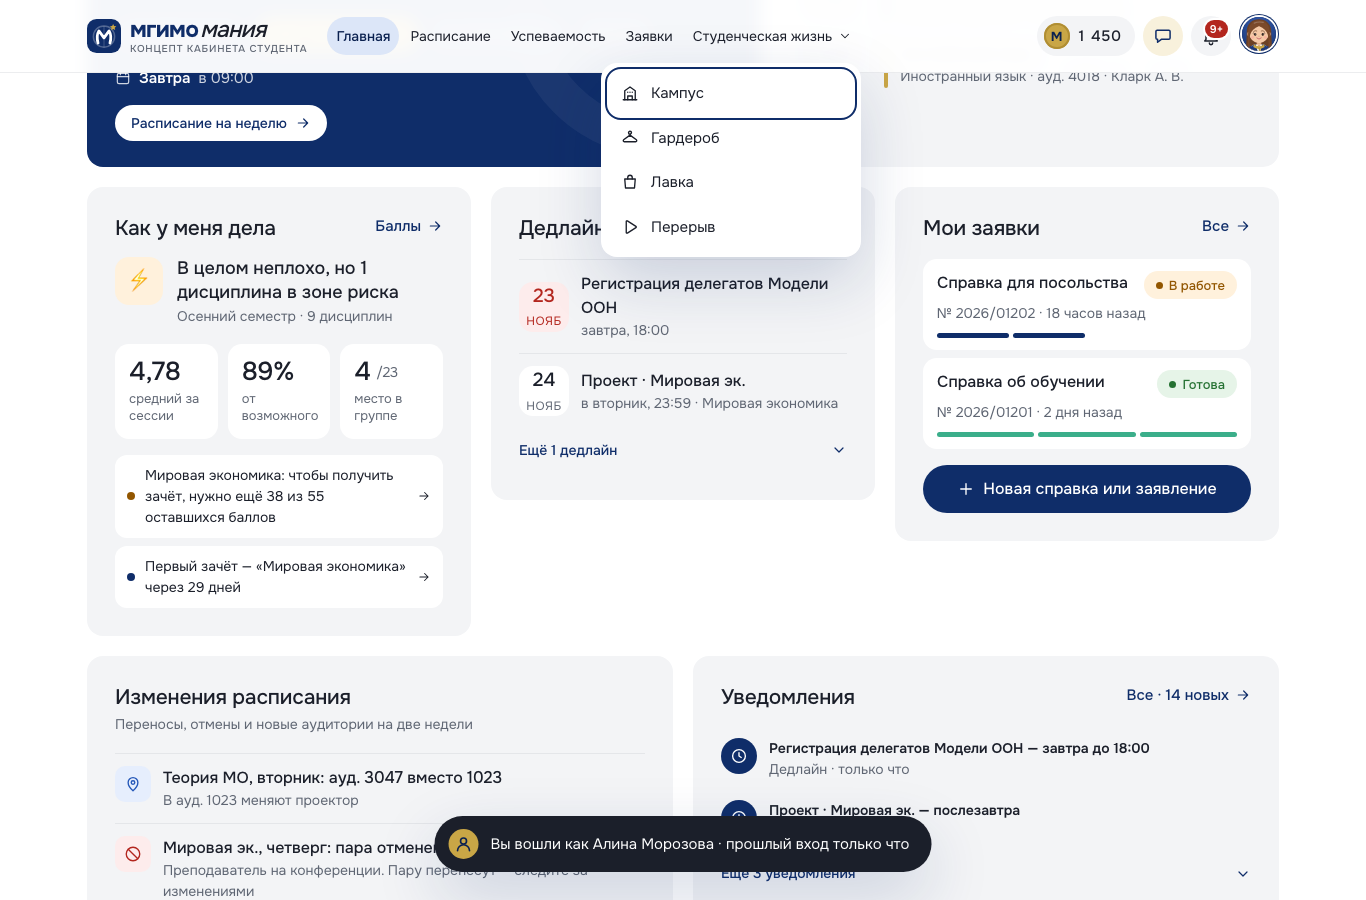 МГИМО МАНИЯ
КОНЦЕПТ КАБИНЕТА СТУДЕНТА
Главная
Расписание
Успеваемость
Заявки
Студенческая жизнь
М 1 450
9+
Завтра в 09:00
Расписание на неделю
Иностранный язык · ауд. 4018 · Кларк А. В.
Кампус
Гардероб
Лавка
Перерыв
Как у меня дела
Баллы
В целом неплохо, но 1
дисциплина в зоне риска
Осенний семестр · 9 дисциплин
4,78
средний за
сессии
89%
от
возможного
4 /23
место в
группе
Мировая экономика: чтобы получить
зачёт, нужно ещё 38 из 55
оставшихся баллов
Первый зачёт — «Мировая экономика»
через 29 дней
23
НОЯБ
Регистрация делегатов Модели
ООН
завтра, 18:00
24
НОЯБ
Проект · Мировая эк.
в вторник, 23:59 · Мировая экономика
Ещё 1 дедлайн
Мои заявки
Все
Справка для посольства
В работе
№ 2026/01202 · 18 часов назад
Справка об обучении
Готова
№ 2026/01201 · 2 дня назад
Новая справка или заявление
Изменения расписания
Переносы, отмены и новые аудитории на две недели
Теория МО, вторник: ауд. 3047 вместо 1023
В ауд. 1023 меняют проектор
Мировая эк., четверг: пара
Преподаватель на конференции. Пару перенесут — следите за
изменениями
Уведомления
Все · 14 новых
Регистрация делегатов Модели ООН — завтра до 18:00
Дедлайн · только что
Проект · Мировая эк. — послезавтра
Ещё 3 уведомления
Вы вошли как Алина Морозова · прошлый вход только что